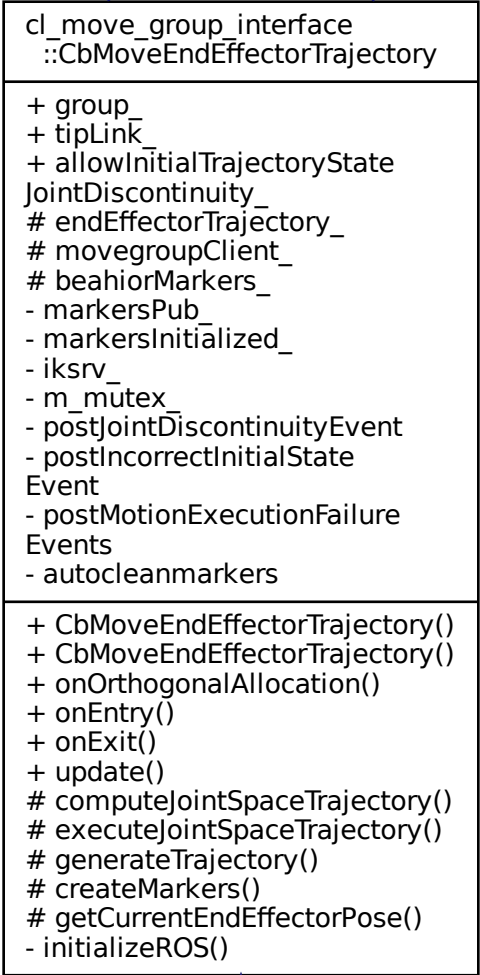 cl_move_group_interface
::CbMoveEndEffectorTrajectory
+ group_
+ tipLink_
+ allowInitialTrajectoryState
JointDiscontinuity_
# endEffectorTrajectory_
# movegroupClient_
# beahiorMarkers_
- markersPub_
- markersInitialized_
- iksrv_
- m_mutex_
- postJointDiscontinuityEvent
- postIncorrectInitialState
Event
- postMotionExecutionFailure
Events
- autocleanmarkers
+ CbMoveEndEffectorTrajectory()
+ CbMoveEndEffectorTrajectory()
+ onOrthogonalAllocation()
+ onEntry()
+ onExit()
+ update()
# computeJointSpaceTrajectory()
# executeJointSpaceTrajectory()
# generateTrajectory()
# createMarkers()
# getCurrentEndEffectorPose()
- initializeROS()